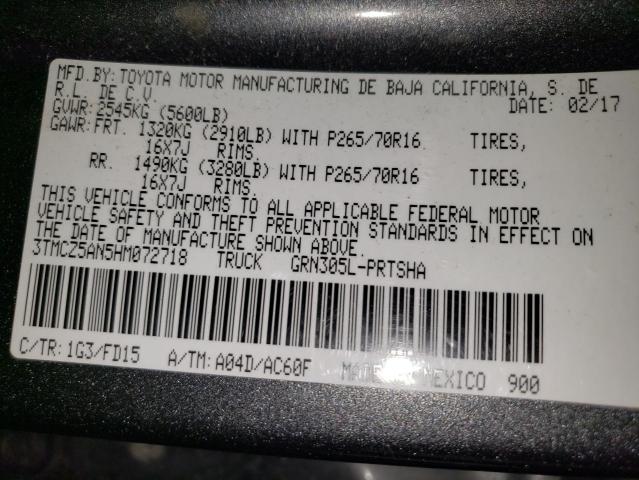 MFD.BY:TOYOTA MOTOR MANUFACTURING DE BAJA CALIFORNIA, S. DE
R.L. DE C.V. DATE: 02/17
GVWR:2545KG (5600LB)
GAWR:FRT. 1320KG (2910LB) WITH P265/70R16 TIRES,
16X7J RIMS.
RR. 1490KG (3280LB) WITH P265/70R16 TIRES,
16X7J RIMS.
THIS VEHICLE CONFORMS TO ALL APPLICABLE FEDERAL MOTOR
VEHICLE SAFETY AND THEFT PREVENTION STANDARDS IN EFFECT ON
THE DATE OF MANUFACTURE SHOWN ABOVE.
3TMCZ5AN5HM072718 TRUCK GRN305L-PRTSHA
C/TR:1G3/FD15 A/TM:A04D/AC60F MADE IN MEXICO 900